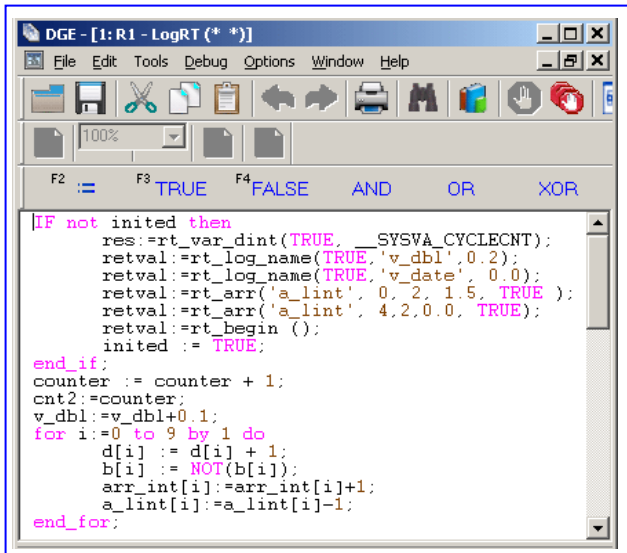 DGE - [1: R1 - LogRT (* *)]
File Edit Tools Debug Options Window Help
100%
F2 := F3 TRUE F4 FALSE AND OR XOR
IF not inited then
res:=rt_var_dint(TRUE, __SYSVA_CYCLECNT);
retval:=rt_log_name(TRUE,'v_dbl',0.2);
retval:=rt_log_name(TRUE,'v_date', 0.0);
retval:=rt_arr('a_lint', 0, 2, 1.5, TRUE );
retval:=rt_arr('a_lint', 4,2,0.0, TRUE);
retval:=rt_begin ();
inited := TRUE;
end_if;
counter := counter + 1;
cnt2:=counter;
v_dbl:=v_dbl+0.1;
for i:=0 to 9 by 1 do
d[i] := d[i] + 1;
b[i] := NOT(b[i]);
arr_int[i]:=arr_int[i]+1;
a_lint[i]:=a_lint[i]-1;
end_for;